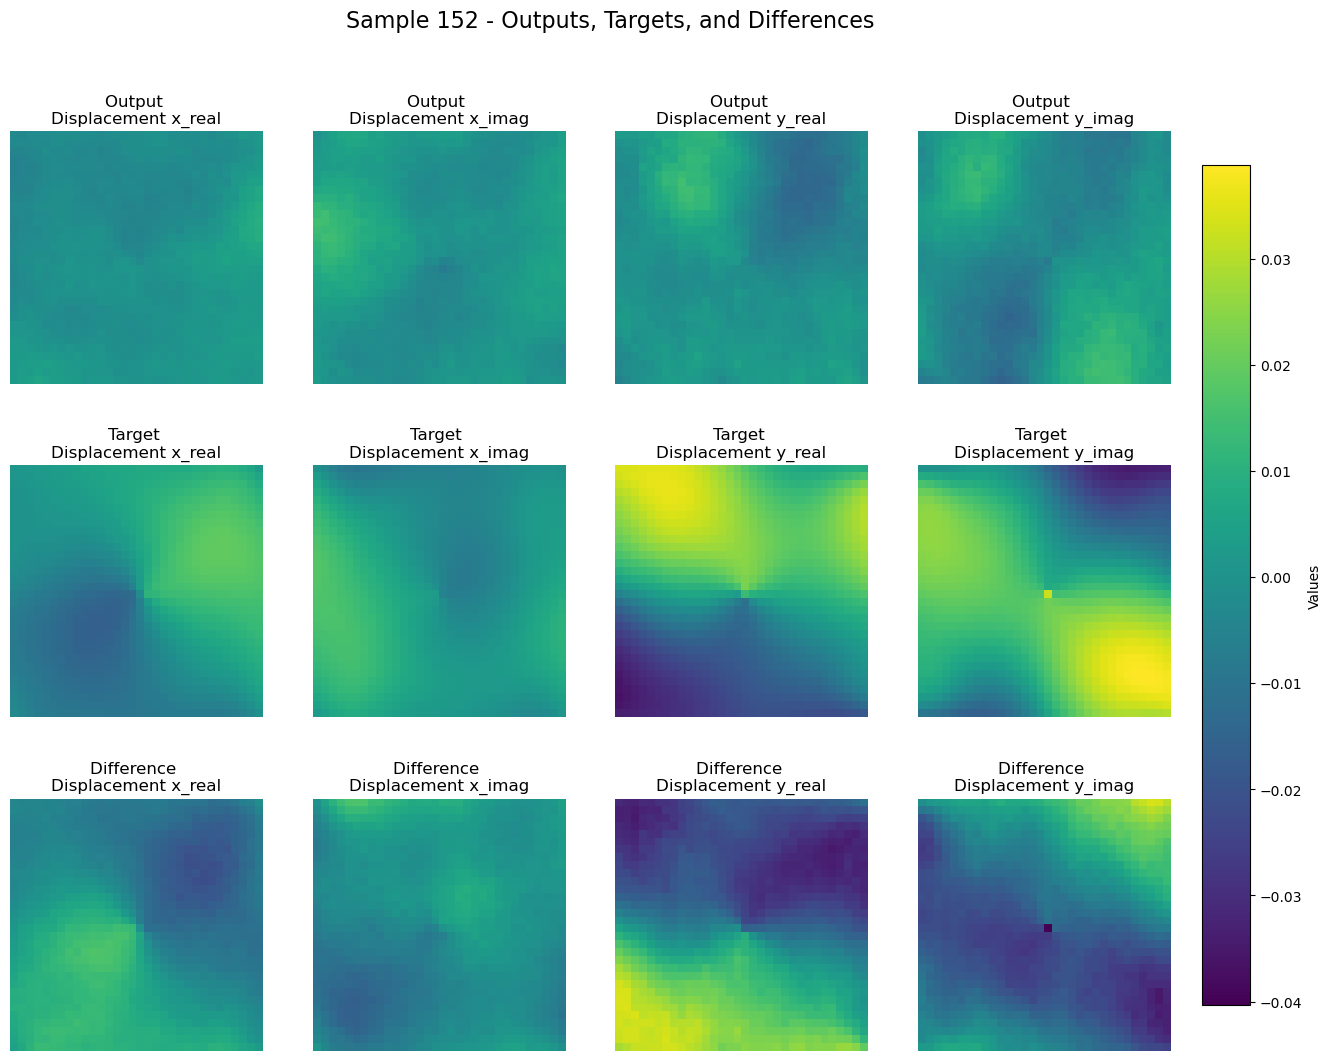 Sample 152 - Outputs, Targets, and Differences
Output
Displacement x_real
Output
Displacement x_imag
Output
Displacement y_real
Output
Displacement y_imag
Target
Displacement x_real
Target
Displacement x_imag
Target
Displacement y_real
Target
Displacement y_imag
Difference
Displacement x_real
Difference
Displacement x_imag
Difference
Displacement y_real
Difference
Displacement y_imag
0.03
0.02
0.01
0.00
−0.01
−0.02
−0.03
−0.04
Values